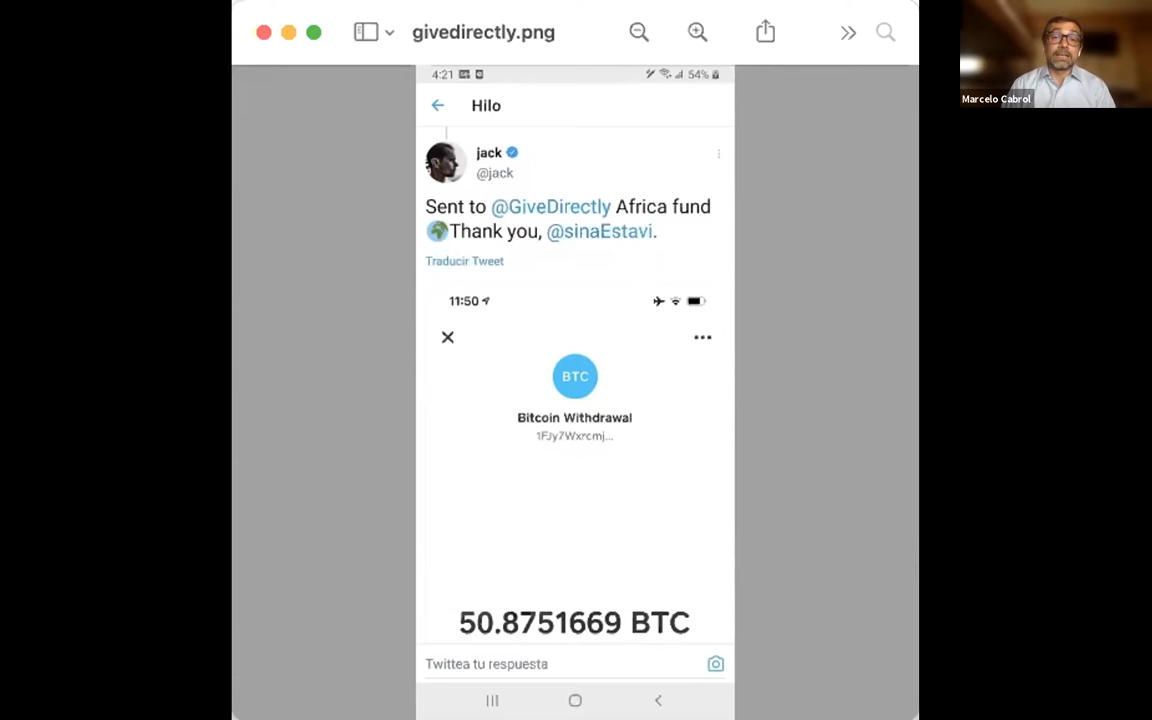 givedirectly.png
Marcelo Cabrol
4:21
54%
Hilo
jack
@jack
Sent to @GiveDirectly Africa fund
Thank you, @sinaEstavi.
Traducir Tweet
11:50
BTC
Bitcoin Withdrawal
1FJy7Wxrcmj...
50.8751669 BTC
Twittea tu respuesta